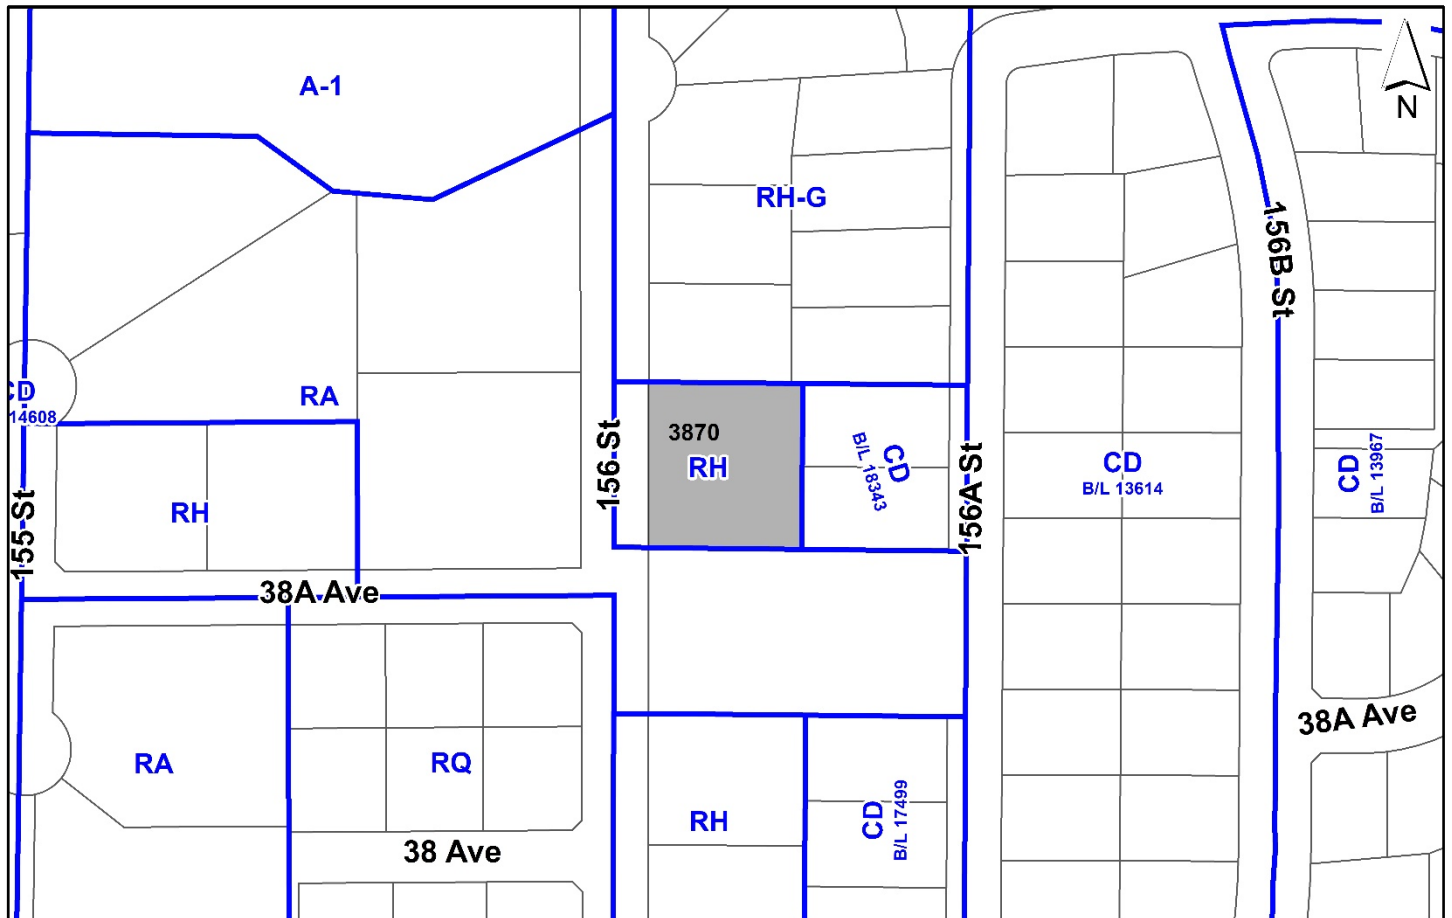 A-1
N
RH-G
156B St
CD
14608
RA
3870
RH
156 St
CD
B/L 18343
156A St
CD
B/L 13614
CD
B/L 13967
RH
155 St
38A Ave
38A Ave
RA
RQ
RH
CD
B/L 17499
38 Ave